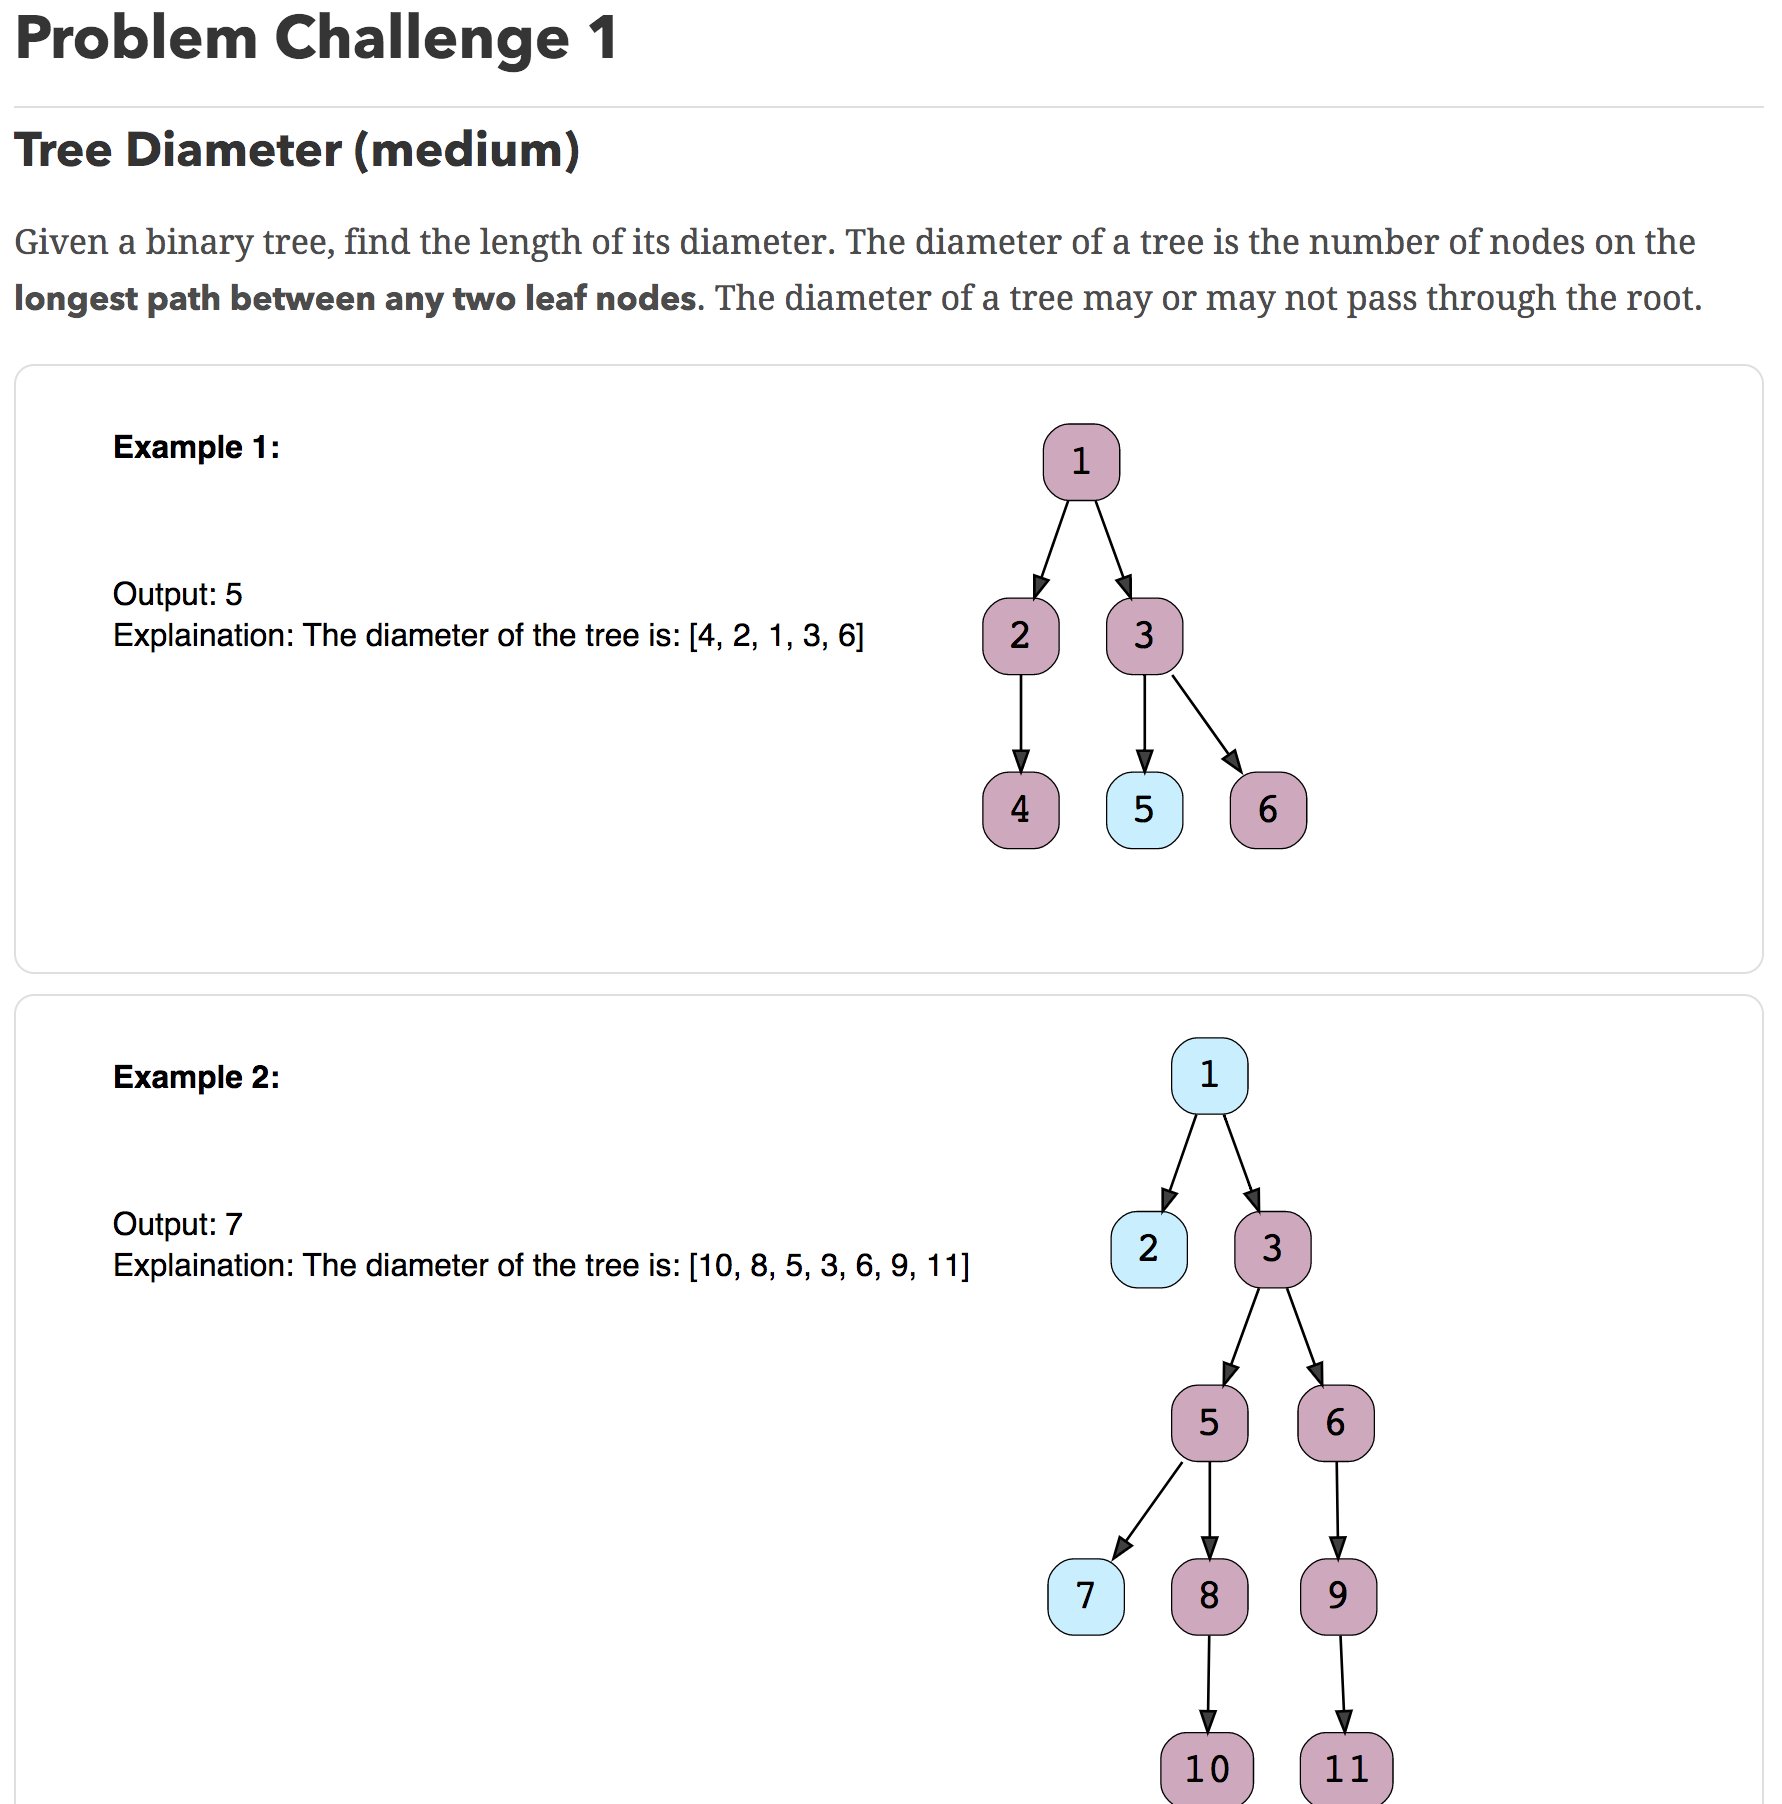 Problem Challenge 1
Tree Diameter (medium)
Given a binary tree, find the length of its diameter. The diameter of a tree is the number of nodes on the
longest path between any two leaf nodes. The diameter of a tree may or may not pass through the root.
Example 1:
Output: 5
Explaination: The diameter of the tree is: [4, 2, 1, 3, 6]
1
2 3
4 5 6
Example 2:
Output: 7
Explaination: The diameter of the tree is: [10, 8, 5, 3, 6, 9, 11]
1
2 3
5 6
7 8 9
10 11